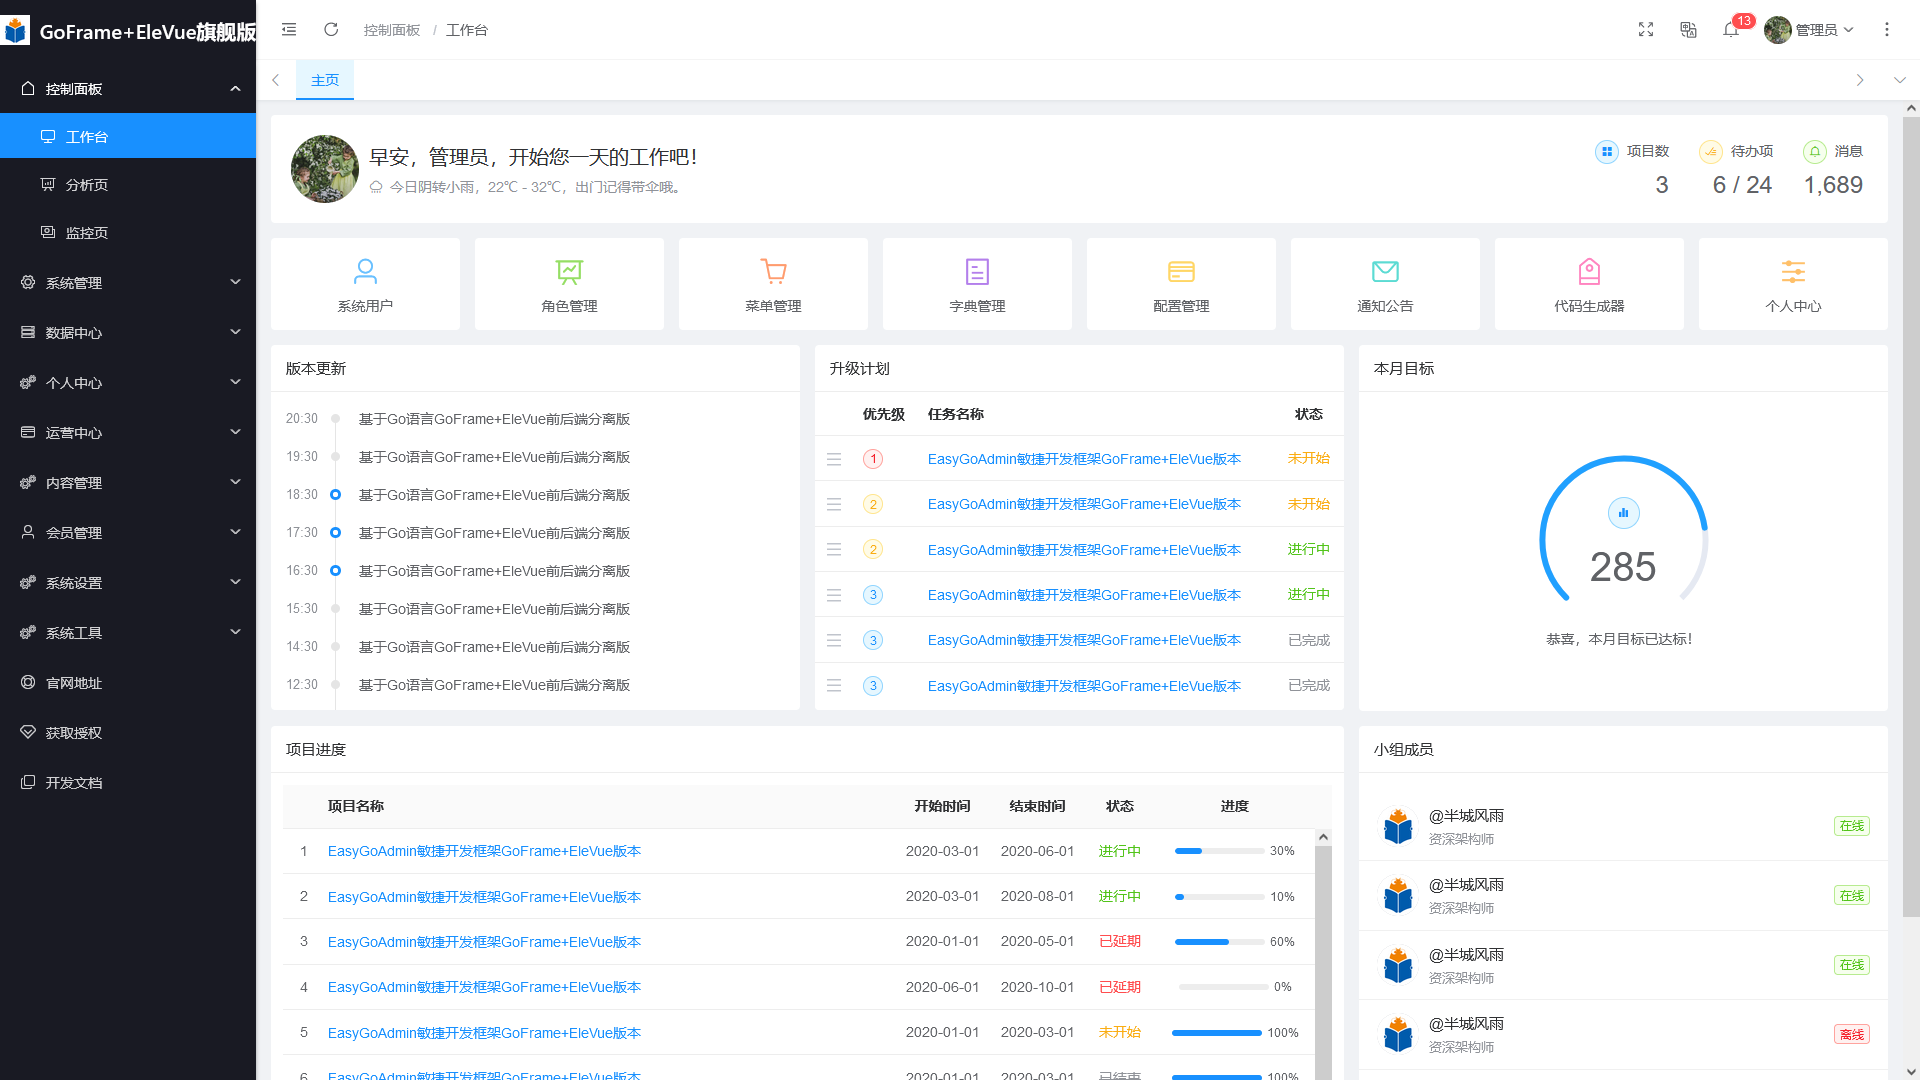 GoFrame+EleVue旗舰版
控制面板 / 工作台
13
管理员
主页
控制面板
工作台
分析页
监控页
系统管理
数据中心
个人中心
运营中心
内容管理
会员管理
系统设置
系统工具
官网地址
获取授权
开发文档
早安，管理员，开始您一天的工作吧！
今日阴转小雨，22℃ - 32℃，出门记得带伞哦。
项目数
3
待办项
6 / 24
消息
1,689
系统用户
角色管理
菜单管理
字典管理
配置管理
通知公告
代码生成器
个人中心
版本更新
20:30 基于Go语言GoFrame+EleVue前后端分离版
19:30 基于Go语言GoFrame+EleVue前后端分离版
18:30 基于Go语言GoFrame+EleVue前后端分离版
17:30 基于Go语言GoFrame+EleVue前后端分离版
16:30 基于Go语言GoFrame+EleVue前后端分离版
15:30 基于Go语言GoFrame+EleVue前后端分离版
14:30 基于Go语言GoFrame+EleVue前后端分离版
12:30 基于Go语言GoFrame+EleVue前后端分离版
升级计划
优先级 任务名称 状态
1 EasyGoAdmin敏捷开发框架GoFrame+EleVue版本 未开始
2 EasyGoAdmin敏捷开发框架GoFrame+EleVue版本 未开始
2 EasyGoAdmin敏捷开发框架GoFrame+EleVue版本 进行中
3 EasyGoAdmin敏捷开发框架GoFrame+EleVue版本 进行中
3 EasyGoAdmin敏捷开发框架GoFrame+EleVue版本 已完成
3 EasyGoAdmin敏捷开发框架GoFrame+EleVue版本 已完成
本月目标
285
恭喜，本月目标已达标！
项目进度
项目名称 开始时间 结束时间 状态 进度
1 EasyGoAdmin敏捷开发框架GoFrame+EleVue版本 2020-03-01 2020-06-01 进行中 30%
2 EasyGoAdmin敏捷开发框架GoFrame+EleVue版本 2020-03-01 2020-08-01 进行中 10%
3 EasyGoAdmin敏捷开发框架GoFrame+EleVue版本 2020-01-01 2020-05-01 已延期 60%
4 EasyGoAdmin敏捷开发框架GoFrame+EleVue版本 2020-06-01 2020-10-01 已延期 0%
5 EasyGoAdmin敏捷开发框架GoFrame+EleVue版本 2020-01-01 2020-03-01 未开始 100%
6 EasyGoAdmin敏捷开发框架GoFrame+EleVue版本 2020-01-01 2020-03-01 已结束 100%
小组成员
@半城风雨
资深架构师
在线
@半城风雨
资深架构师
在线
@半城风雨
资深架构师
在线
@半城风雨
资深架构师
离线